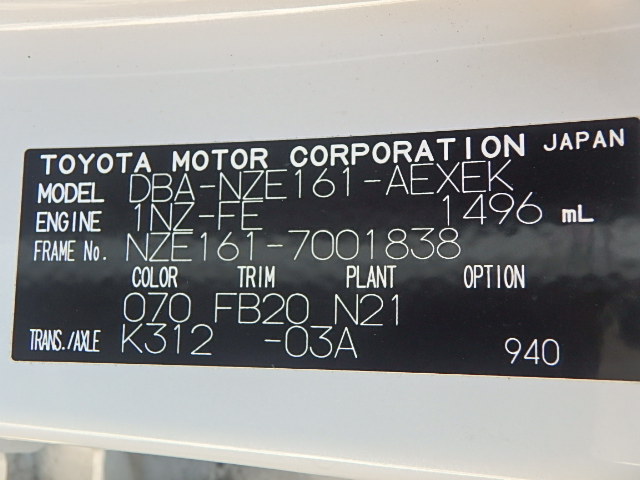 TOYOTA MOTOR CORPORATION JAPAN
MODEL DBA-NZE161-AEXEK
ENGINE 1NZ-FE 1496 mL
FRAME No. NZE161-7001838
COLOR TRIM PLANT OPTION
070 FB20 N21
TRANS./AXLE K312 -03A 940